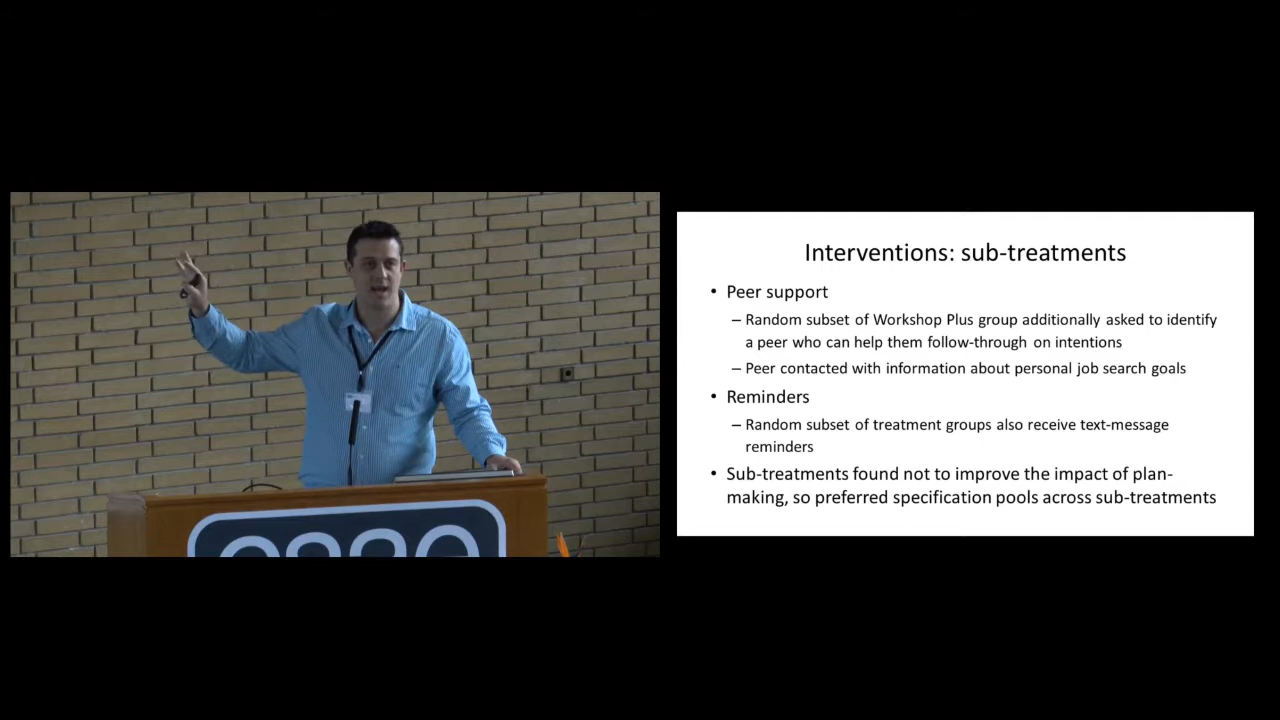 Interventions: sub-treatments
• Peer support
– Random subset of Workshop Plus group additionally asked to identify
a peer who can help them follow-through on intentions
– Peer contacted with information about personal job search goals
• Reminders
– Random subset of treatment groups also receive text-message
reminders
• Sub-treatments found not to improve the impact of plan-
making, so preferred specification pools across sub-treatments